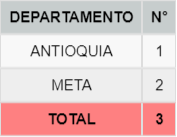 DEPARTAMENTO N°
ANTIOQUIA 1
META 2
TOTAL 3